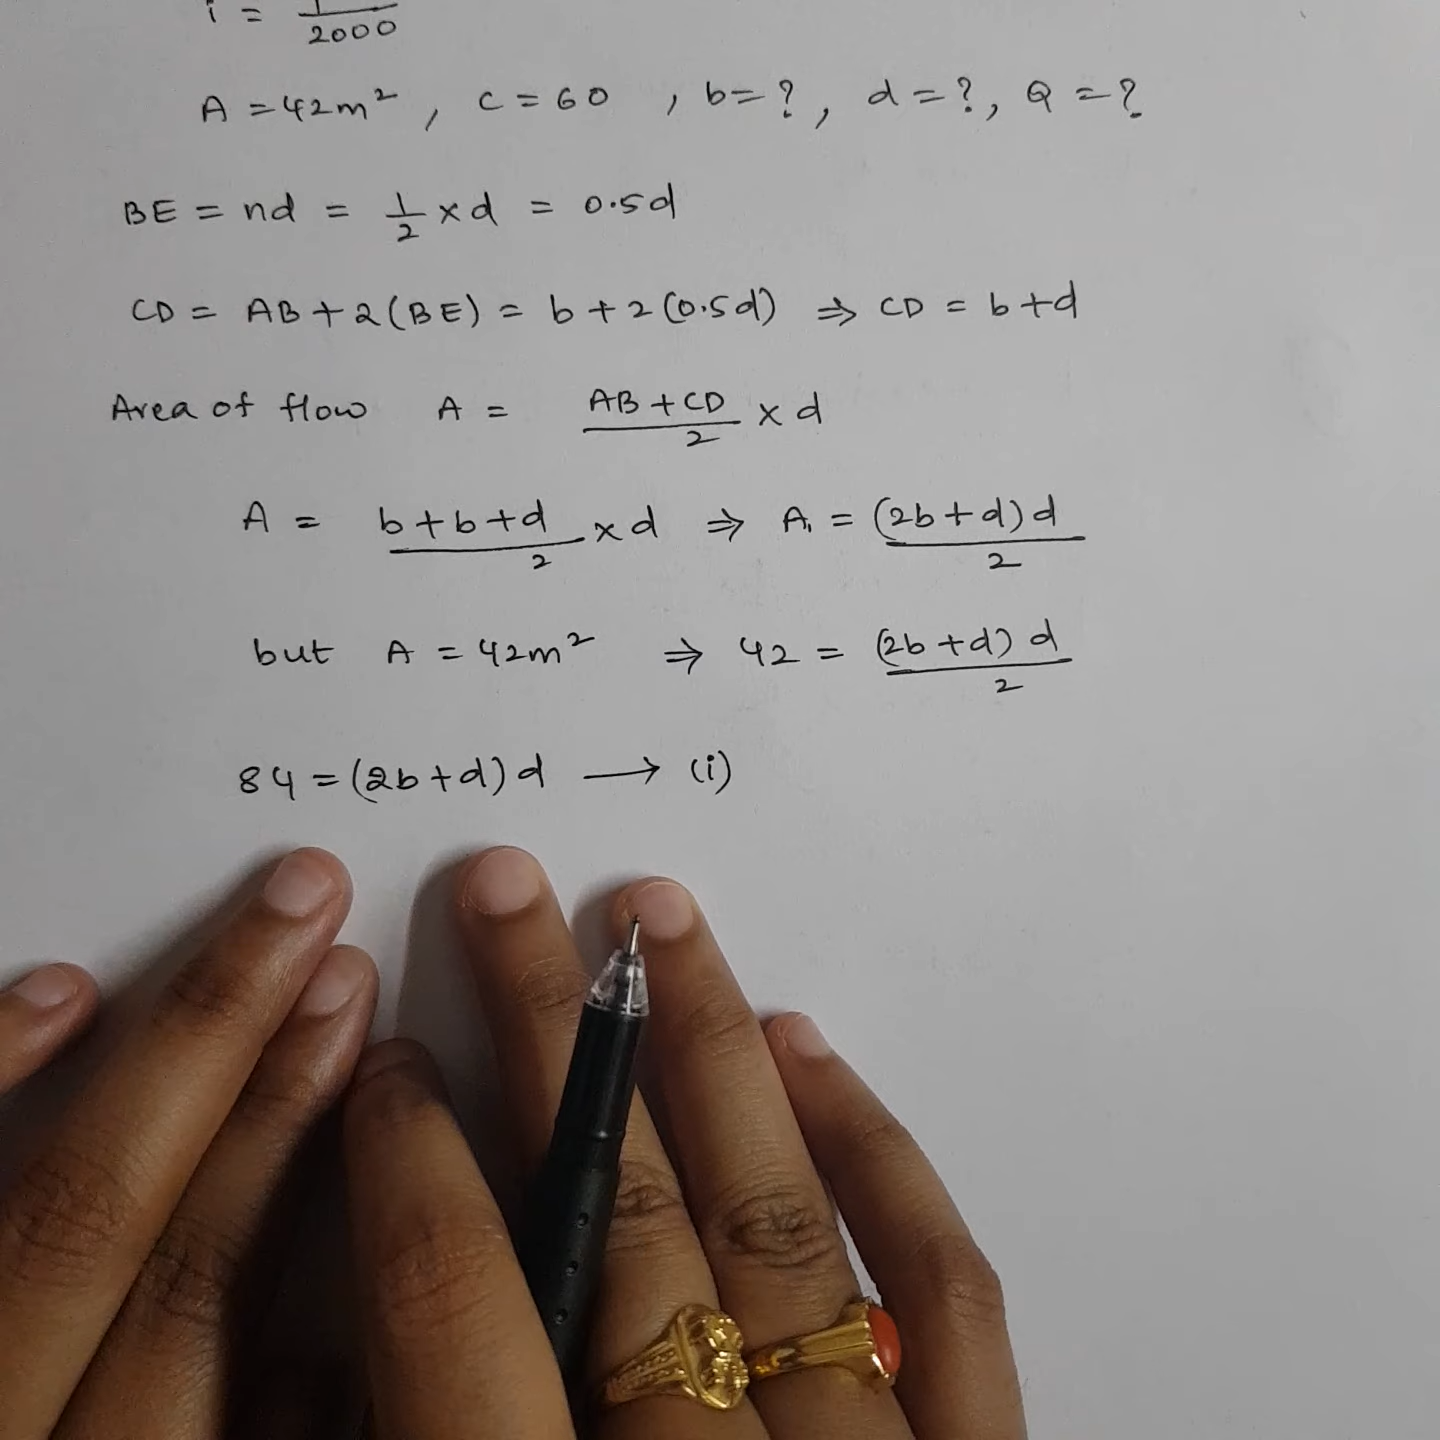 i = 1/2000
A = 42m², C = 60, b = ?, d = ?, Q = ?
BE = nd = 1/2 × d = 0.5d
CD = AB + 2(BE) = b + 2(0.5d) ⇒ CD = b + d
Area of flow A = (AB + CD)/2 × d
A = (b + b + d)/2 × d ⇒ A = (2b + d)d/2
but A = 42m² ⇒ 42 = (2b + d)d/2
84 = (2b + d)d → (i)